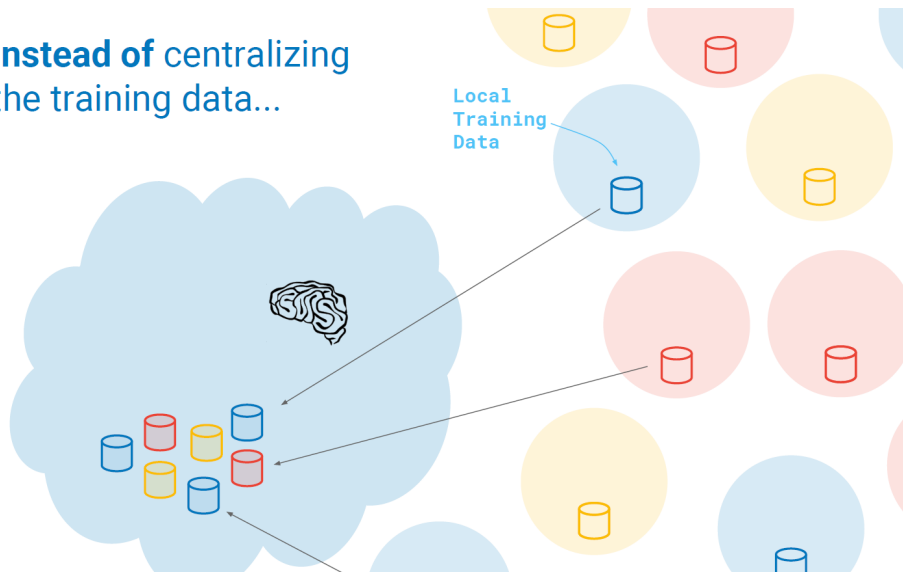 nstead of centralizing
the training data...
Local
Training
Data